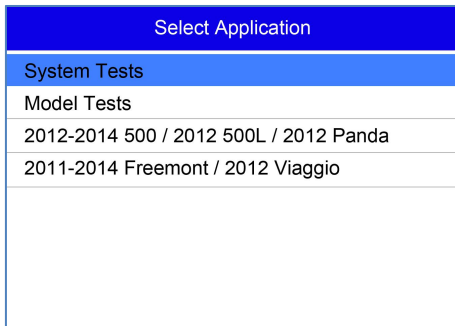 Select Application
System Tests
Model Tests
2012-2014 500 / 2012 500L / 2012 Panda
2011-2014 Freemont / 2012 Viaggio